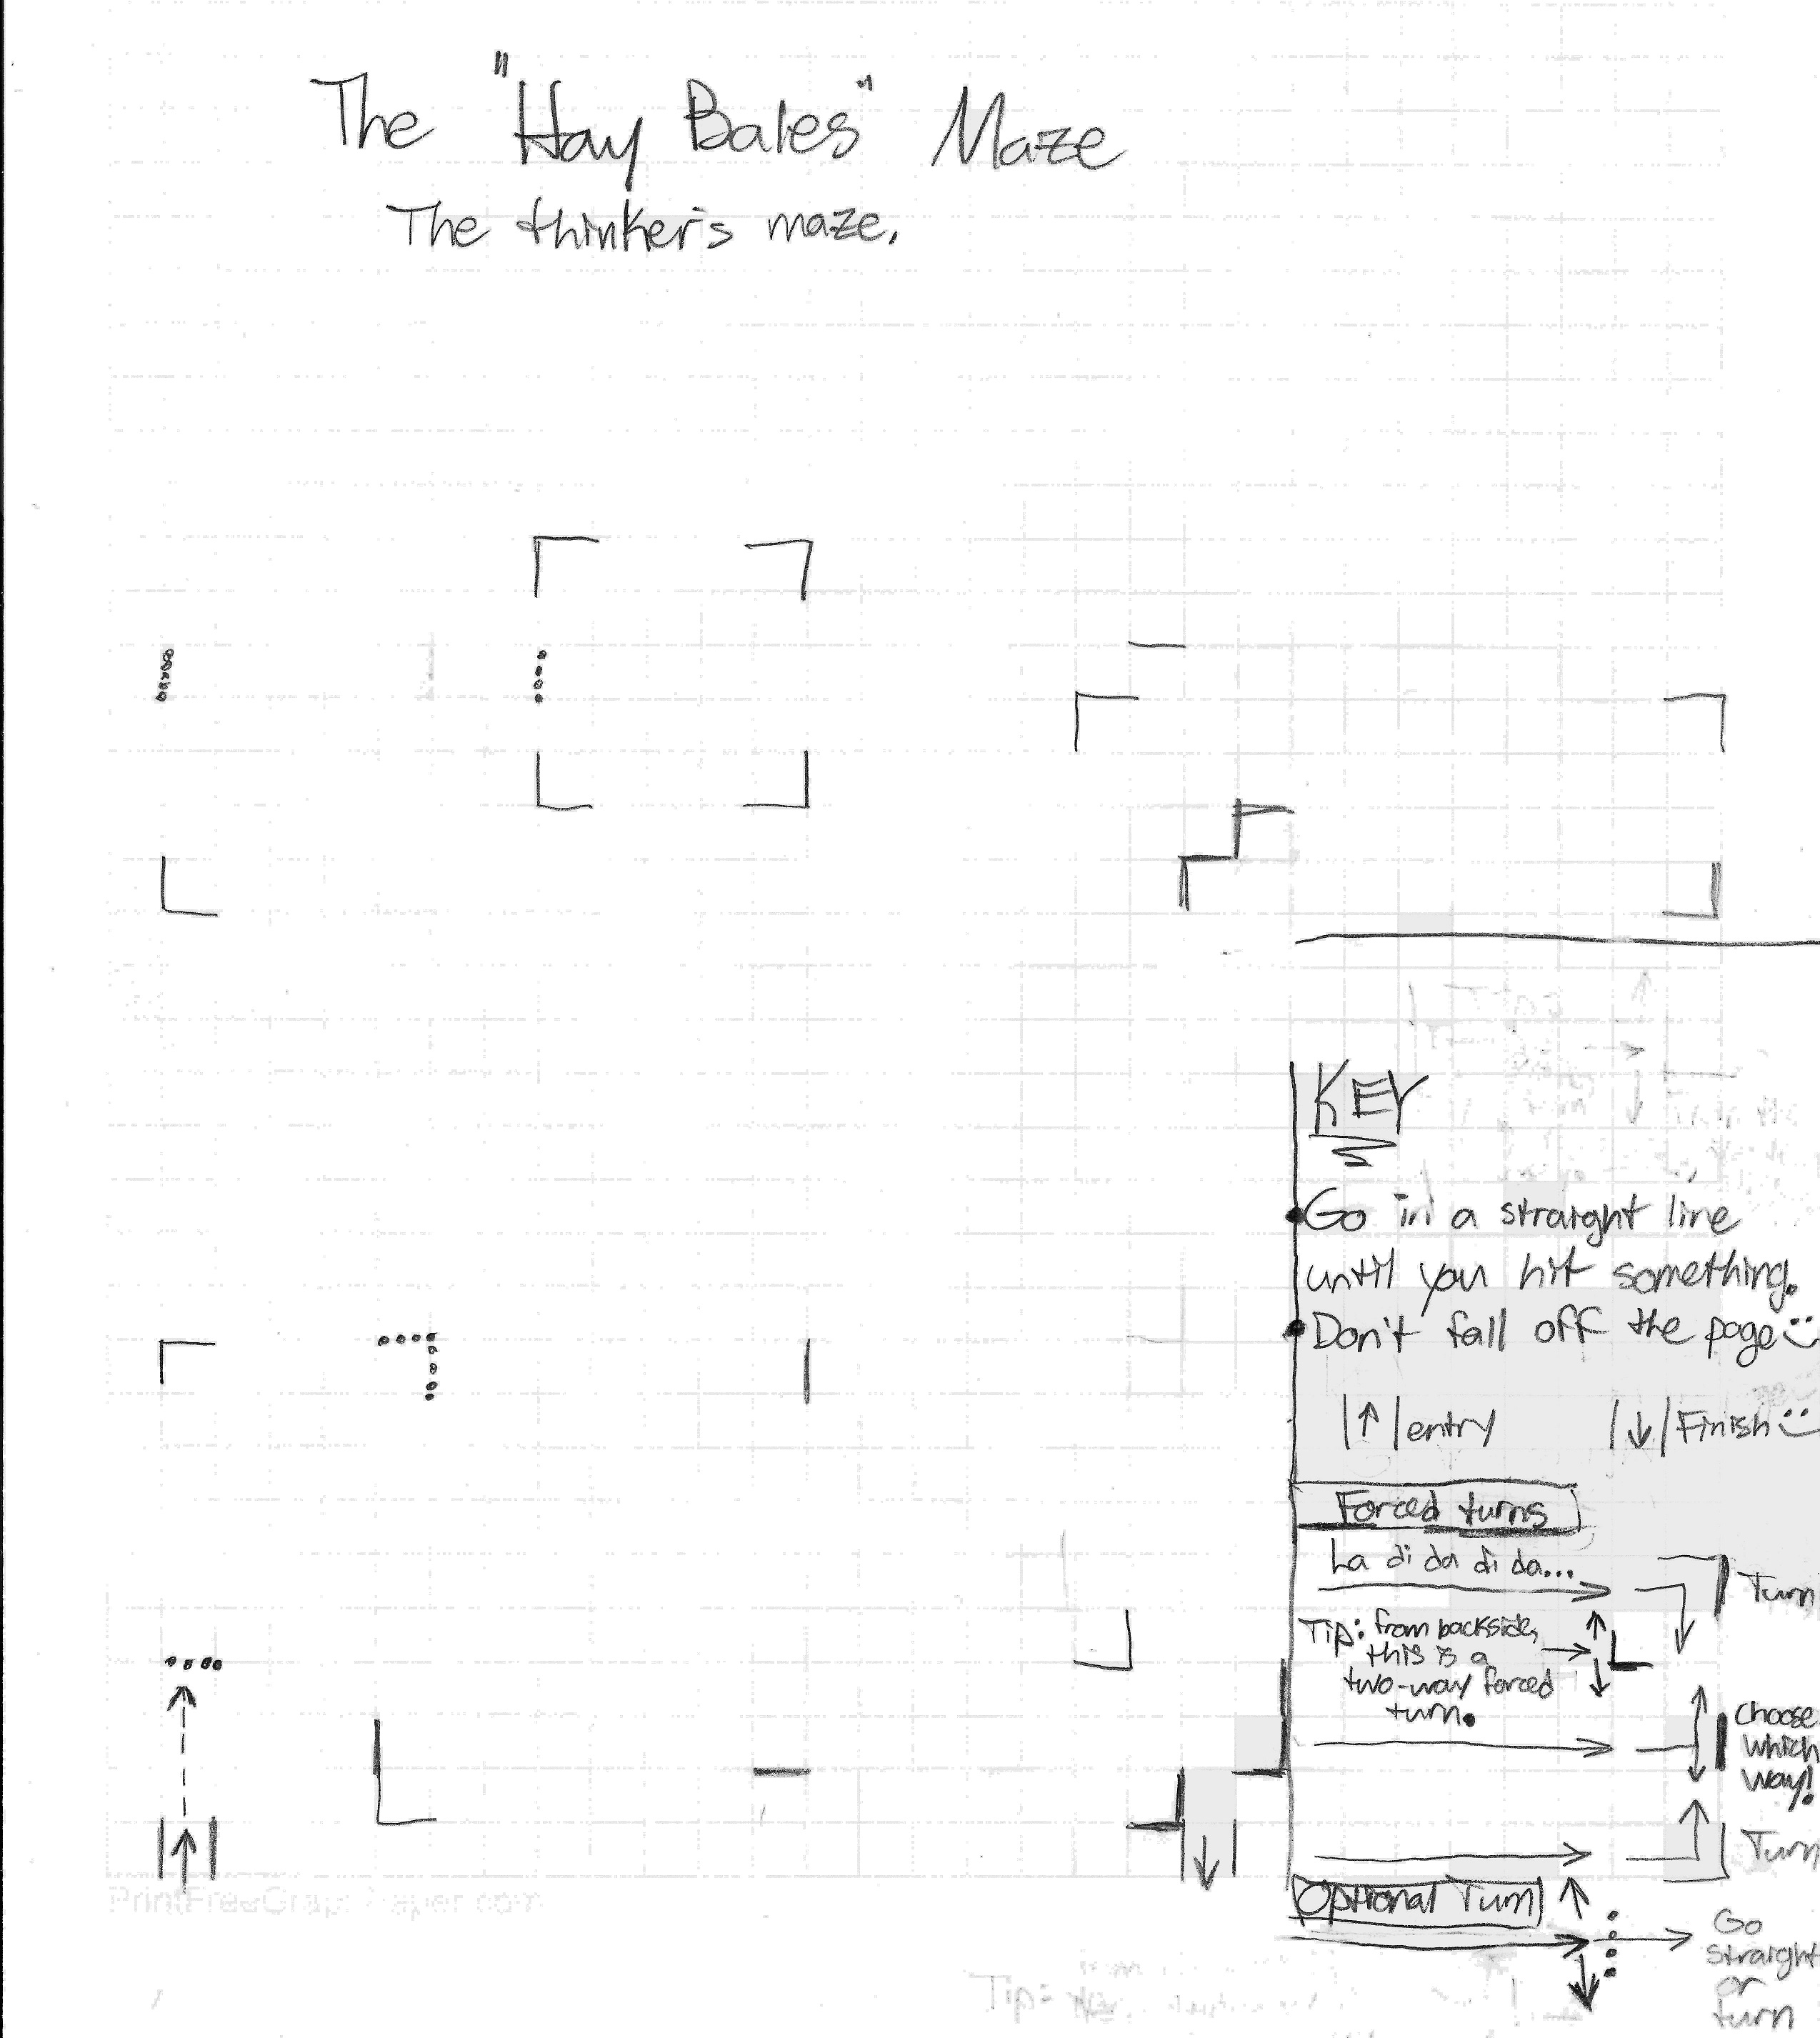 The "Hay Bales" Maze
The thinker's maze.
KEY
• Go in a straight line
until you hit something.
• Don't fall off the page
entry
Finish
Forced turns
La di da di da...
Turn
Tip: from backside,
this is a
two-way forced
turn.
choose
which
way!
Turn
Optional Turn
Go
straight
or
turn
PrintFreeGraphPaper.com
Tip: